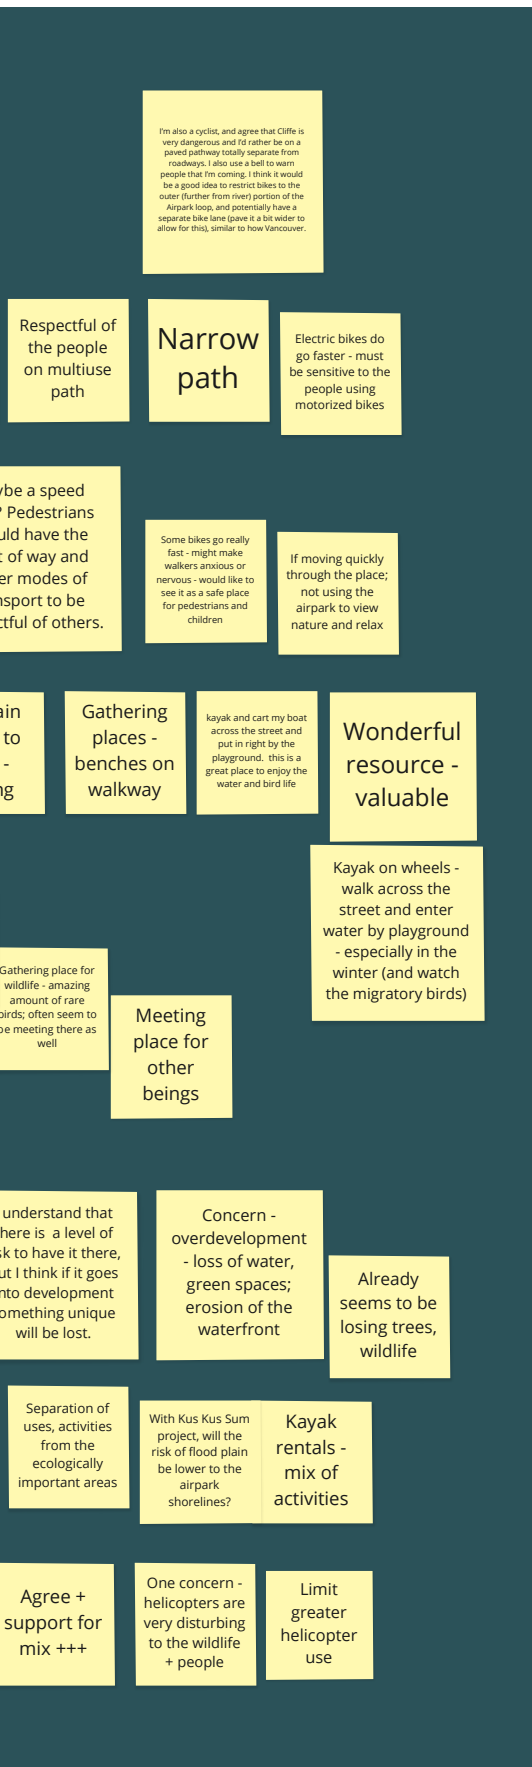 I'm also a cyclist, and agree that Cliffe is
very dangerous and I'd rather be on a
paved pathway totally separate from
roadways. I also use a bell to warn
people that I'm coming. I think it would
be a good idea to restrict bikes to the
outer (further from river) portion of the
Airpark loop, and potentially have a
separate bike lane (pave it a bit wider to
allow for this), similar to how Vancouver.
Respectful of
the people
on multiuse
path
Narrow
path
Electric bikes do
go faster - must
be sensitive to the
people using
motorized bikes
a speed
? Pedestrians
have the
of way and
modes of
to be
of others.
Some bikes go really
fast - might make
walkers anxious or
nervous - would like to
see it as a safe place
for pedestrians and
children
If moving quickly
through the place;
not using the
airpark to view
nature and relax
to
-
Gathering
places -
benches on
walkway
kayak and cart my boat
across the street and
put in right by the
playground. this is a
great place to enjoy the
water and bird life
Wonderful
resource -
valuable
Kayak on wheels -
walk across the
street and enter
water by playground
- especially in the
winter (and watch
the migratory birds)
Gathering place for
wildlife - amazing
amount of rare
birds; often seem to
be meeting there as
well
Meeting
place for
other
beings
understand that
there is a level of
to have it there,
but I think if it goes
into development
something unique
will be lost.
Concern -
overdevelopment
- loss of water,
green spaces;
erosion of the
waterfront
Already
seems to be
losing trees,
wildlife
Separation of
uses, activities
from the
ecologically
important areas
With Kus Kus Sum
project, will the
risk of flood plain
be lower to the
airpark
shorelines?
Kayak
rentals -
mix of
activities
Agree +
support for
mix +++
One concern -
helicopters are
very disturbing
to the wildlife
+ people
Limit
greater
helicopter
use